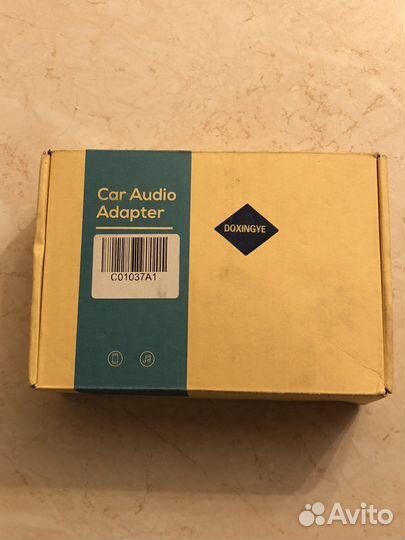 Car Audio
Adapter
DOXINGYE
C01037A1
Avito